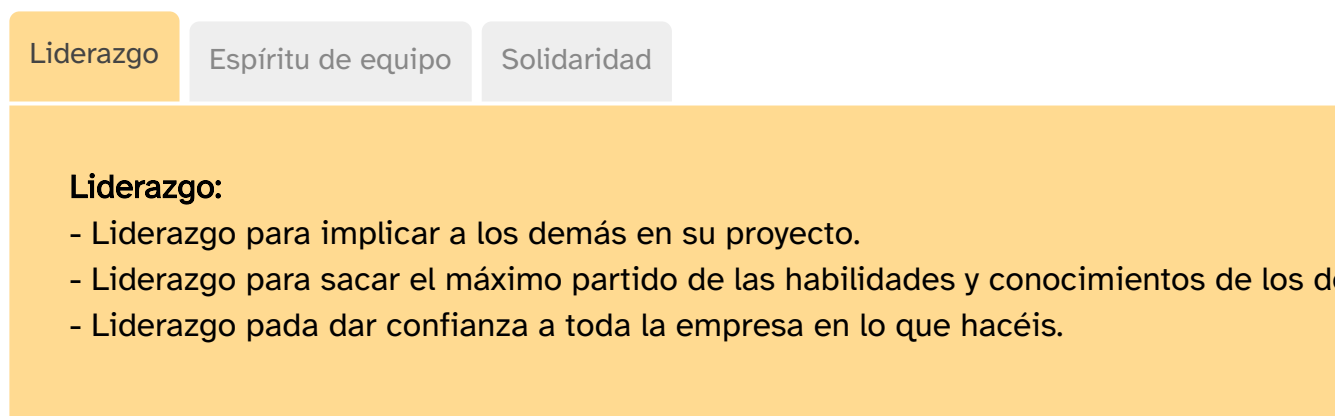 Liderazgo
Espíritu de equipo
Solidaridad
Liderazgo:
- Liderazgo para implicar a los demás en su proyecto.
- Liderazgo para sacar el máximo partido de las habilidades y conocimientos de los
- Liderazgo pada dar confianza a toda la empresa en lo que hacéis.